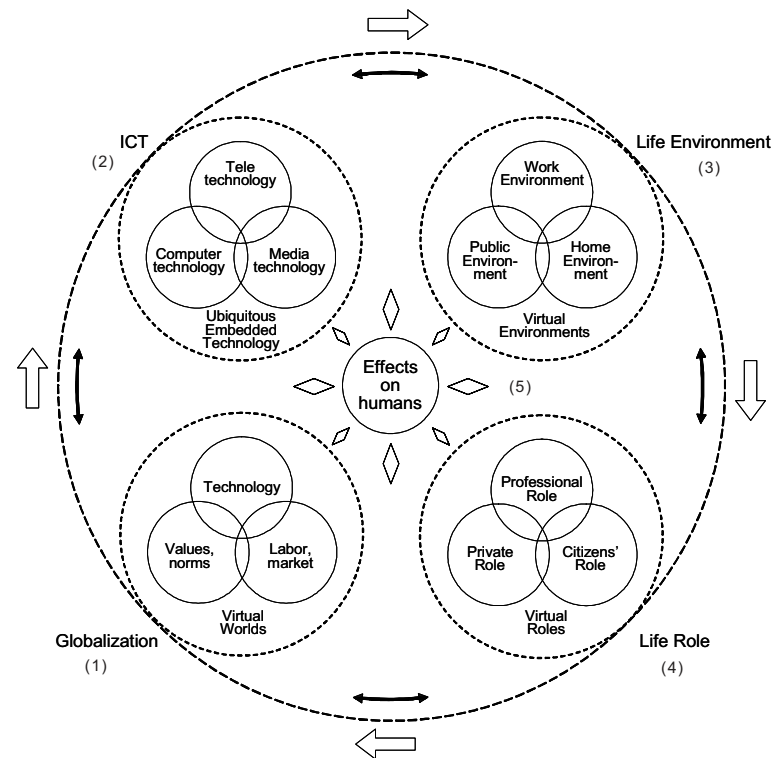 ICT
(2)
Tele
technology
Computer
technology
Media
technology
Ubiquitous
Embedded
Technology
Life Environment
(3)
Work
Environment
Public
Environ-
ment
Home
Environ-
ment
Virtual
Environments
Effects
on
humans
(5)
Technology
Values,
norms
Labor,
market
Virtual
Worlds
Globalization
(1)
Professional
Role
Private
Role
Citizens’
Role
Virtual
Roles
Life Role
(4)